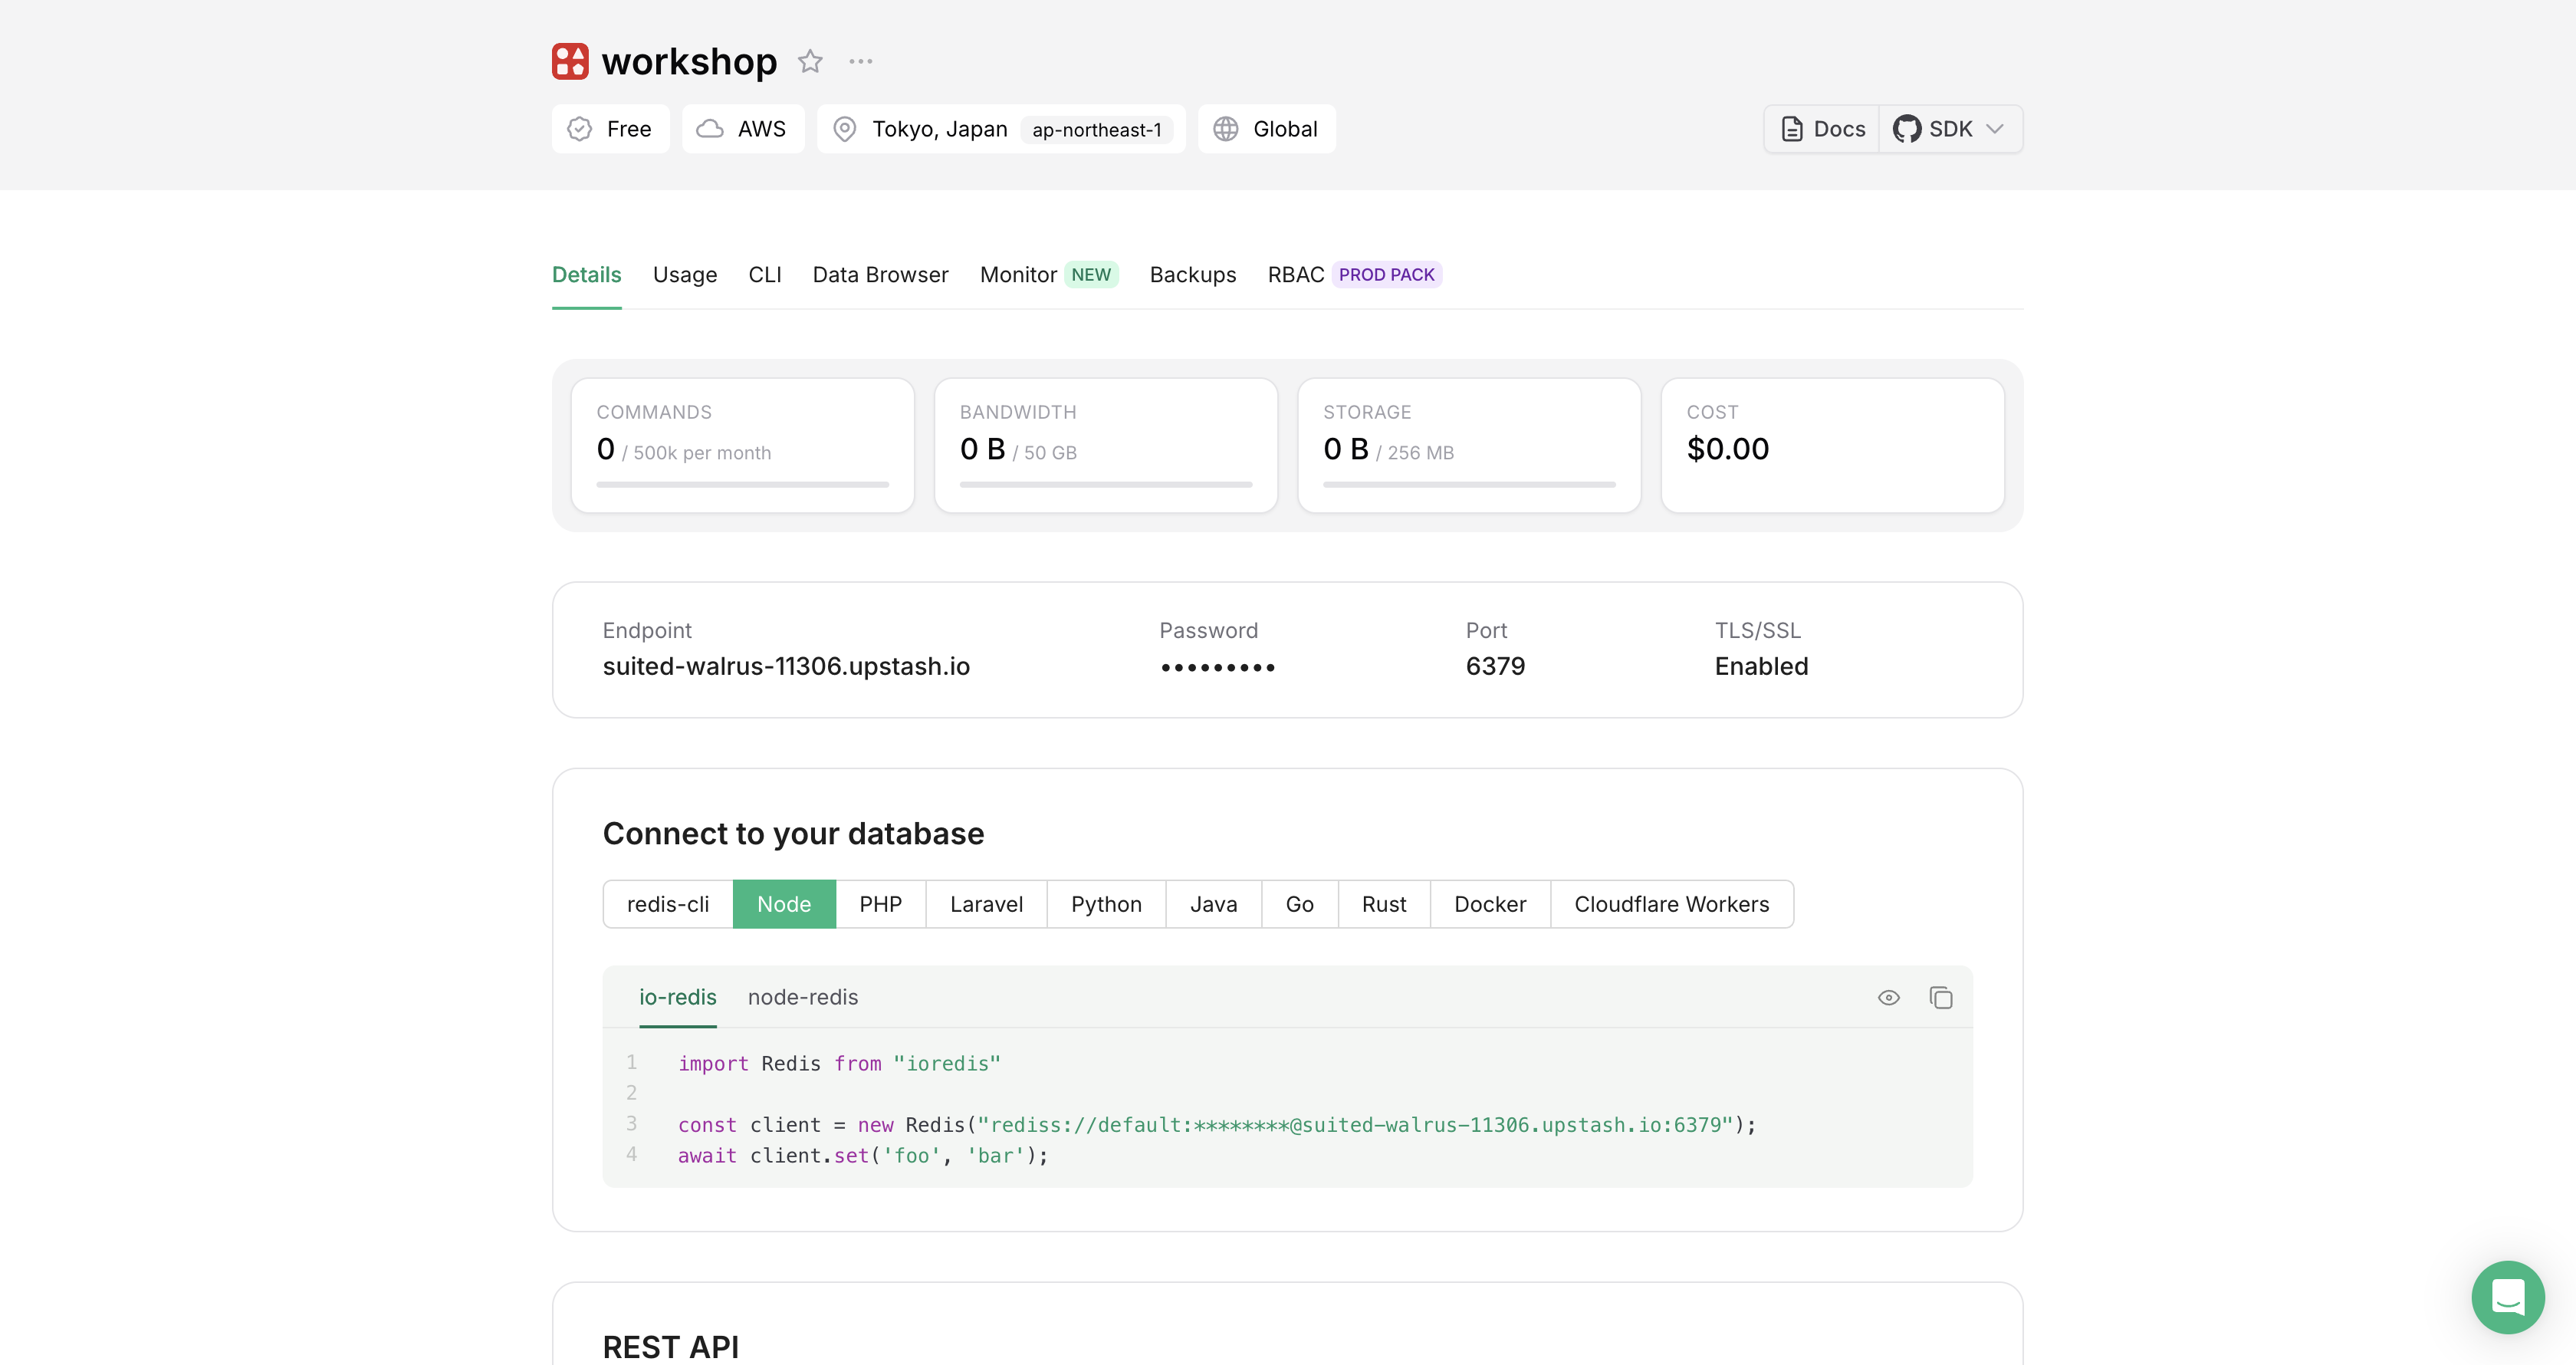 workshop
Free AWS Tokyo, Japan ap-northeast-1 Global Docs SDK
Details Usage CLI Data Browser Monitor NEW Backups RBAC PROD PACK
COMMANDS BANDWIDTH STORAGE COST
0 / 500k per month 0 B / 50 GB 0 B / 256 MB $0.00
Endpoint Password Port TLS/SSL
suited-walrus-11306.upstash.io ••••••••• 6379 Enabled
Connect to your database
redis-cli Node PHP Laravel Python Java Go Rust Docker Cloudflare Workers
io-redis node-redis
1 import Redis from "ioredis"
2
3 const client = new Redis("rediss://default:********@suited-walrus-11306.upstash.io:6379");
4 await client.set('foo', 'bar');
REST API